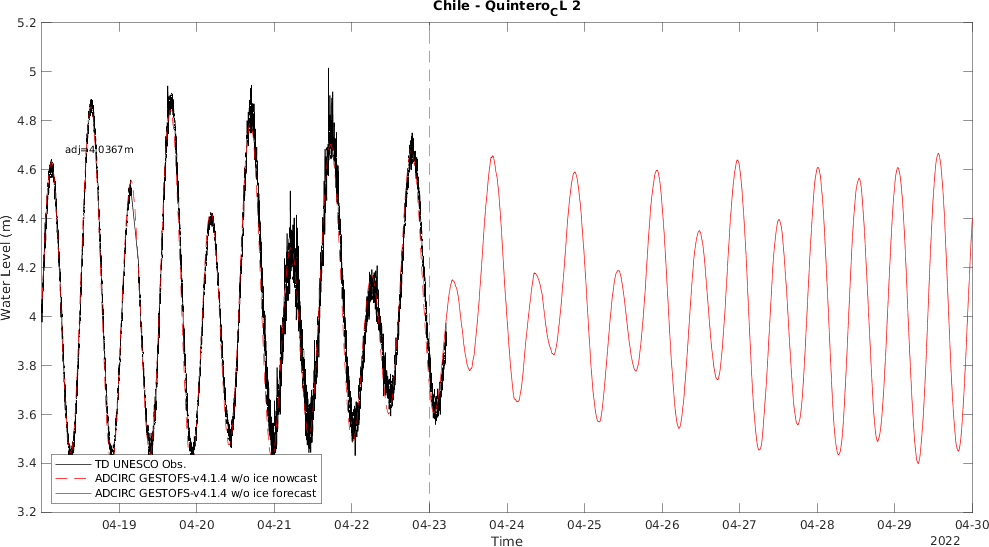 Chile - Quintero_CL 2
5.2
5
4.8
4.6
4.4
4.2
4
3.8
3.6
3.4
3.2
Water Level (m)
adj=4.0367m
TD UNESCO Obs.
ADCIRC GESTOFS-v4.1.4 w/o ice nowcast
ADCIRC GESTOFS-v4.1.4 w/o ice forecast
04-19 04-20 04-21 04-22 04-23 04-24 04-25 04-26 04-27 04-28 04-29 04-30
Time
2022